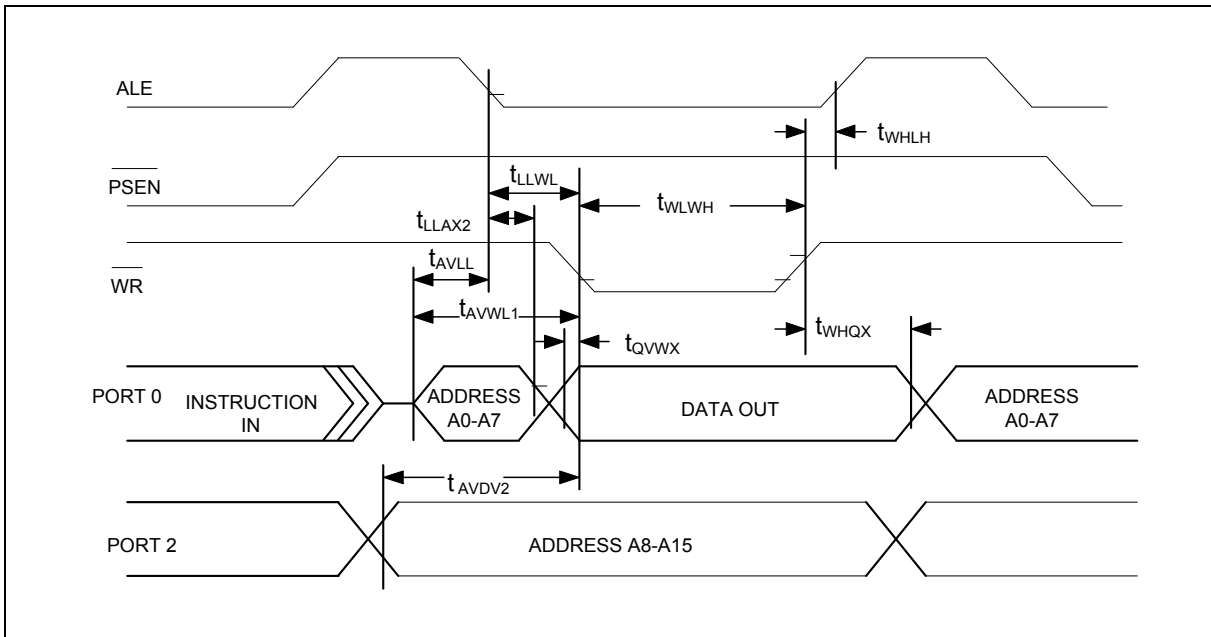 ALE
tWHLH
PSEN
tLLWL
tWLWH
tLLAX2
tAVLL
WR
tAVWL1
tWHQX
tQVWX
PORT 0
INSTRUCTION
IN
ADDRESS
A0-A7
DATA OUT
ADDRESS
A0-A7
tAVDV2
PORT 2
ADDRESS A8-A15